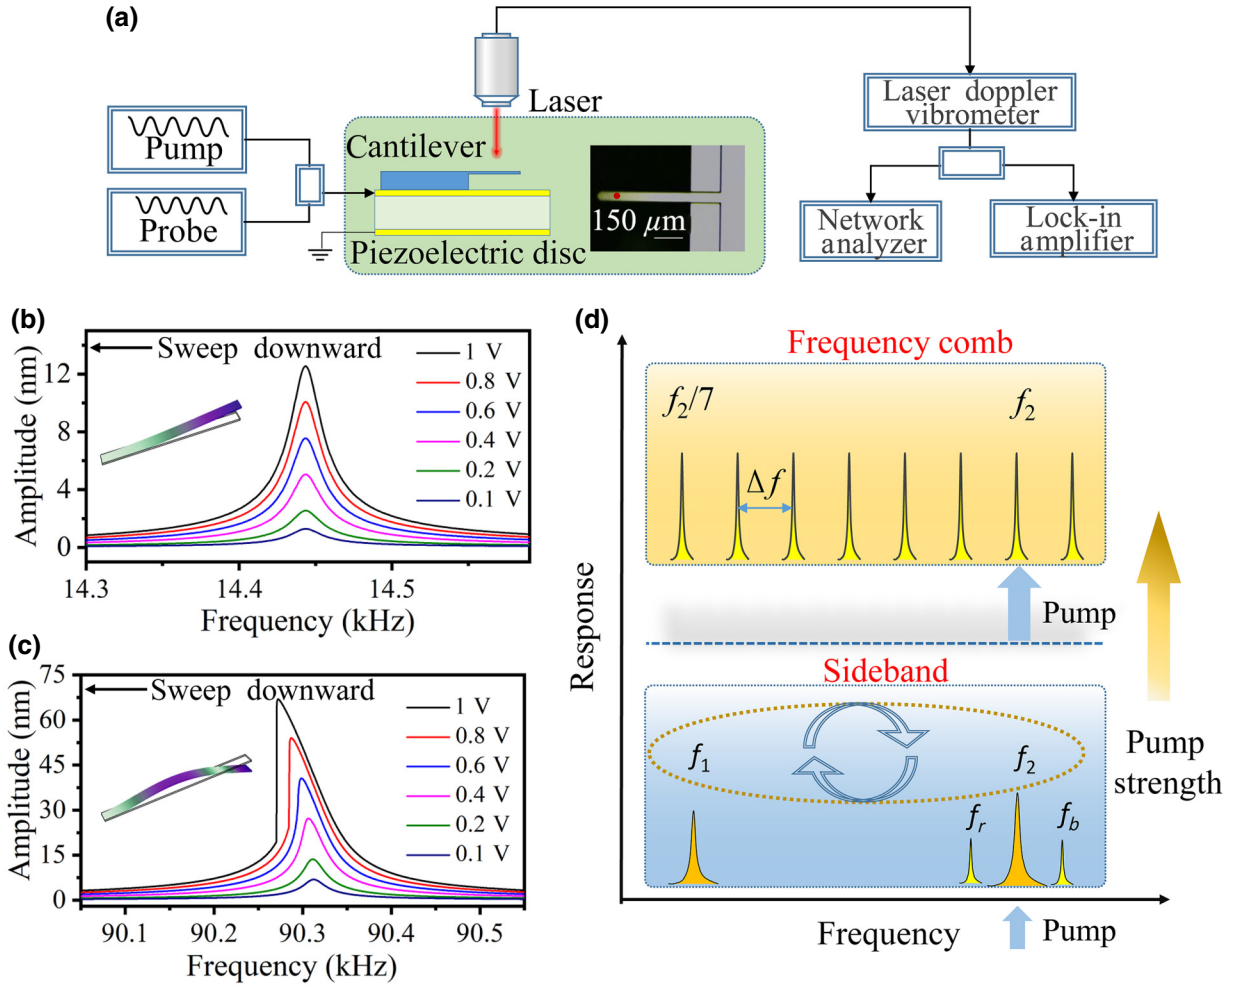 (a)
Pump
Probe
Laser
Cantilever
150 µm
Piezoelectric disc
Laser doppler
vibrometer
Network
analyzer
Lock-in
amplifier
(b)
Sweep downward
1 V
0.8 V
0.6 V
0.4 V
0.2 V
0.1 V
Amplitude (nm)
12
8
4
0
14.3
14.4
14.5
Frequency (kHz)
(c)
Sweep downward
1 V
0.8 V
0.6 V
0.4 V
0.2 V
0.1 V
Amplitude (nm)
75
60
45
30
15
0
90.1
90.2
90.3
90.4
90.5
Frequency (kHz)
(d)
Frequency comb
f2/7
f2
Δf
Pump
Sideband
f1
f2
fr
fb
Pump
strength
Response
Frequency
Pump